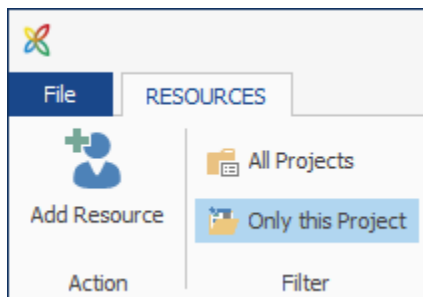 File
RESOURCES
All Projects
Add Resource
Only this Project
Action
Filter